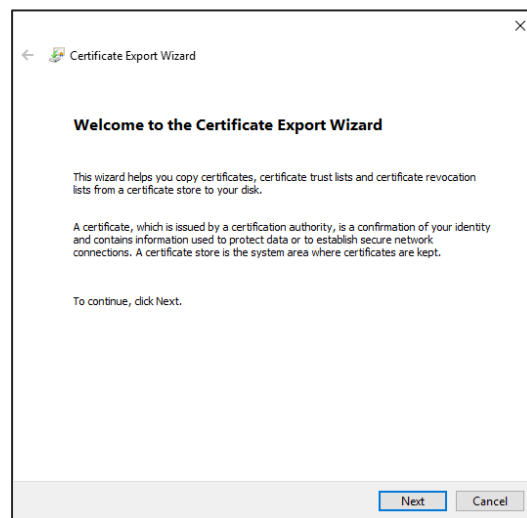 Certificate Export Wizard
Welcome to the Certificate Export Wizard
This wizard helps you copy certificates, certificate trust lists and certificate revocation
lists from a certificate store to your disk.
A certificate, which is issued by a certification authority, is a confirmation of your identity
and contains information used to protect data or to establish secure network
connections. A certificate store is the system area where certificates are kept.
To continue, click Next.
Next
Cancel